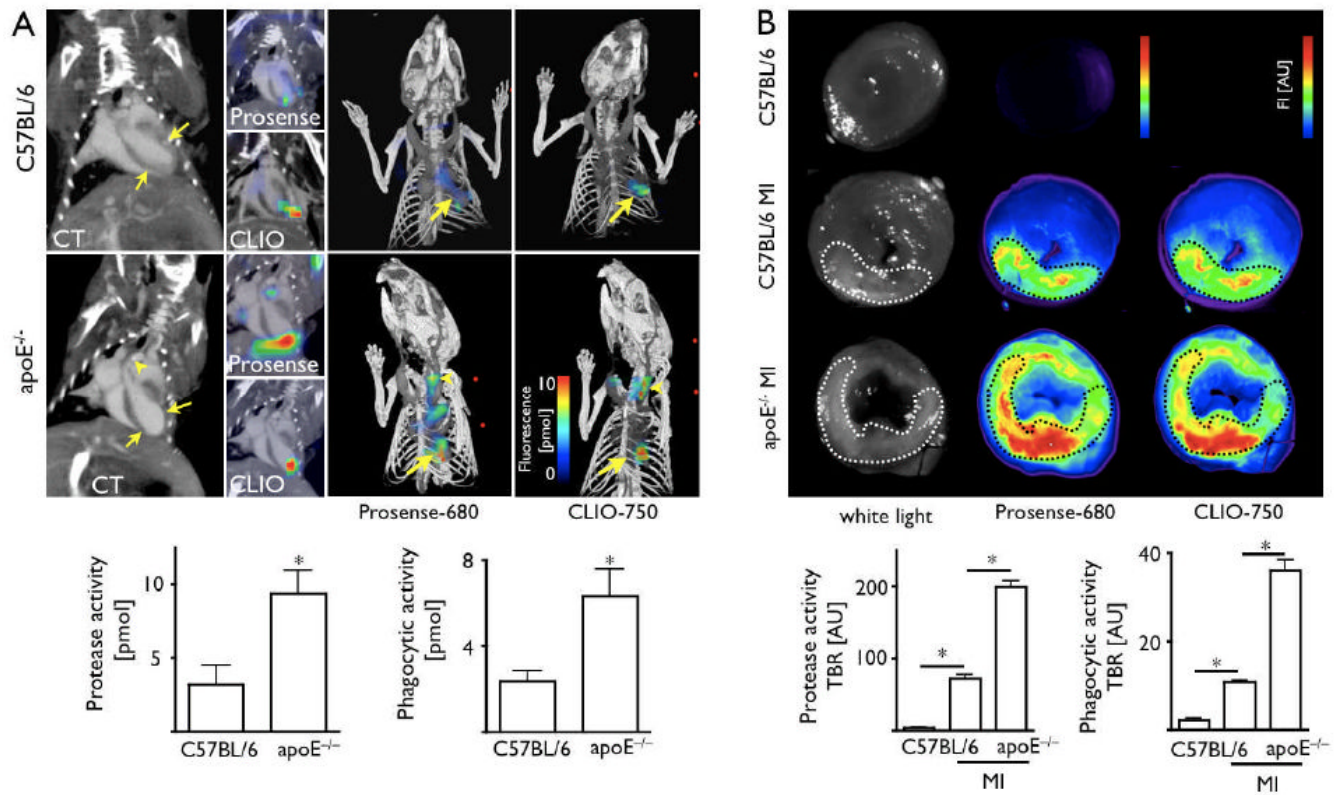 A
C57BL/6
CT
Prosense
CLIO
apoE-/-
CT
Prosense
CLIO
Fluorescence
[pmol]
10
0
Prosense-680
CLIO-750
Protease activity
[pmol]
10
5
*
C57BL/6
apoE–/–
Phagocytic activity
[pmol]
8
4
*
C57BL/6
apoE–/–
B
C57BL/6
FI [AU]
C57BL/6 MI
apoE-/- MI
white light
Prosense-680
CLIO-750
Protease activity
TBR [AU]
200
100
*
*
C57BL/6
apoE–/–
MI
Phagocytic activity
TBR [AU]
40
20
*
*
C57BL/6
apoE–/–
MI